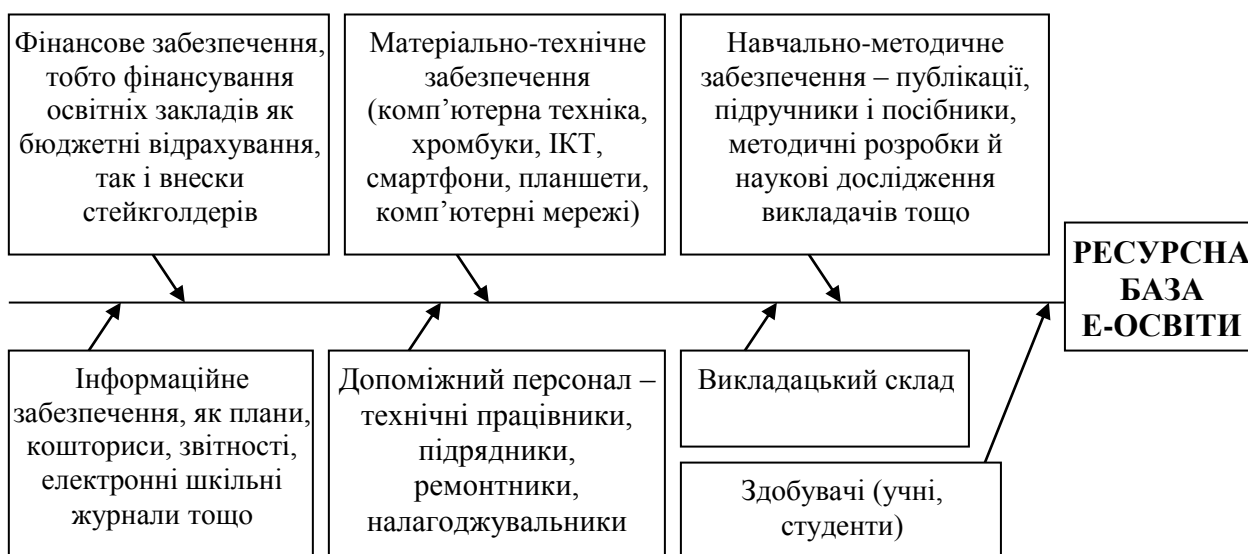 Фінансове забезпечення,
тобто фінансування
освітніх закладів як
бюджетні відрахування,
так і внески
стейкголдерів
Матеріально-технічне
забезпечення
(комп’ютерна техніка,
хромбуки, ІКТ,
смартфони, планшети,
комп’ютерні мережі)
Навчально-методичне
забезпечення – публікації,
підручники і посібники,
методичні розробки й
наукові дослідження
викладачів тощо
РЕСУРСНА
БАЗА
Е-ОСВІТИ
Інформаційне
забезпечення, як плани,
кошториси, звітності,
електронні шкільні
журнали тощо
Допоміжний персонал –
технічні працівники,
підрядники,
ремонтники,
налагоджувальники
Викладацький склад
Здобувачі (учні,
студенти)